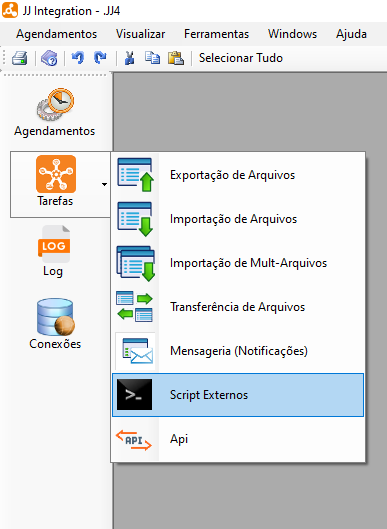 JJ Integration - .JJ4
Agendamentos Visualizar Ferramentas Windows Ajuda
Selecionar Tudo
Agendamentos
Tarefas
Exportação de Arquivos
Importação de Arquivos
Importação de Mult-Arquivos
Transferência de Arquivos
Mensageria (Notificações)
Script Externos
>_
API
Api
LOG
Log
Conexões